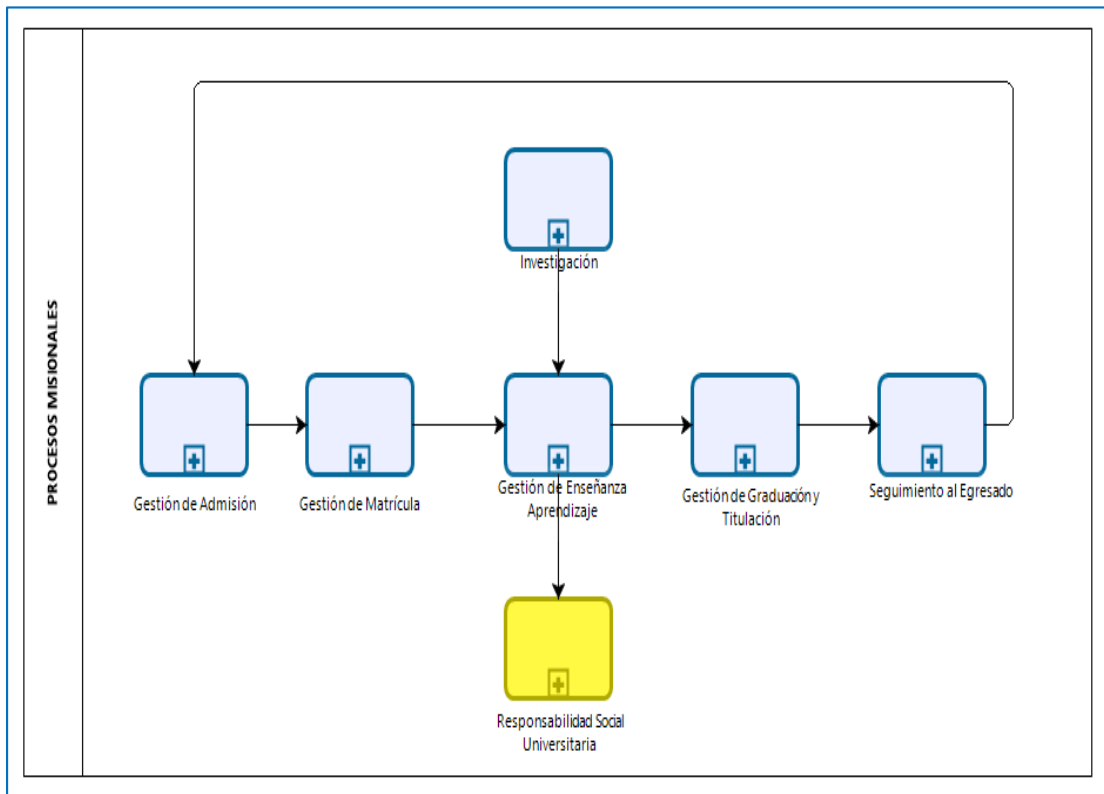 PROCESOS MISIONALES
Investigación
Gestión de Admisión
Gestión de Matrícula
Gestión de Enseñanza
Aprendizaje
Gestión de Graduación y
Titulación
Seguimiento al Egresado
Responsabilidad Social
Universitaria